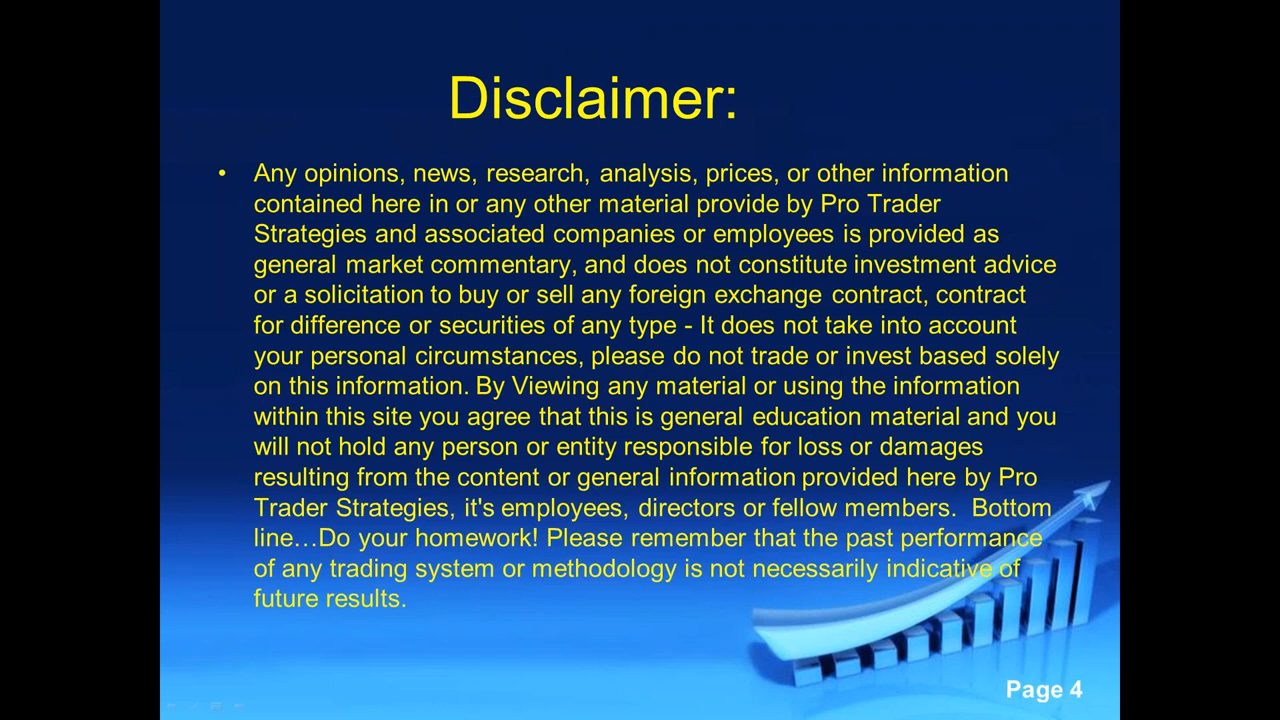 Disclaimer:
• Any opinions, news, research, analysis, prices, or other information
contained here in or any other material provide by Pro Trader
Strategies and associated companies or employees is provided as
general market commentary, and does not constitute investment advice
or a solicitation to buy or sell any foreign exchange contract, contract
for difference or securities of any type - It does not take into account
your personal circumstances, please do not trade or invest based solely
on this information. By Viewing any material or using the information
within this site you agree that this is general education material and you
will not hold any person or entity responsible for loss or damages
resulting from the content or general information provided here by Pro
Trader Strategies, it's employees, directors or fellow members.  Bottom
line…Do your homework! Please remember that the past performance
of any trading system or methodology is not necessarily indicative of
future results.
Page 4